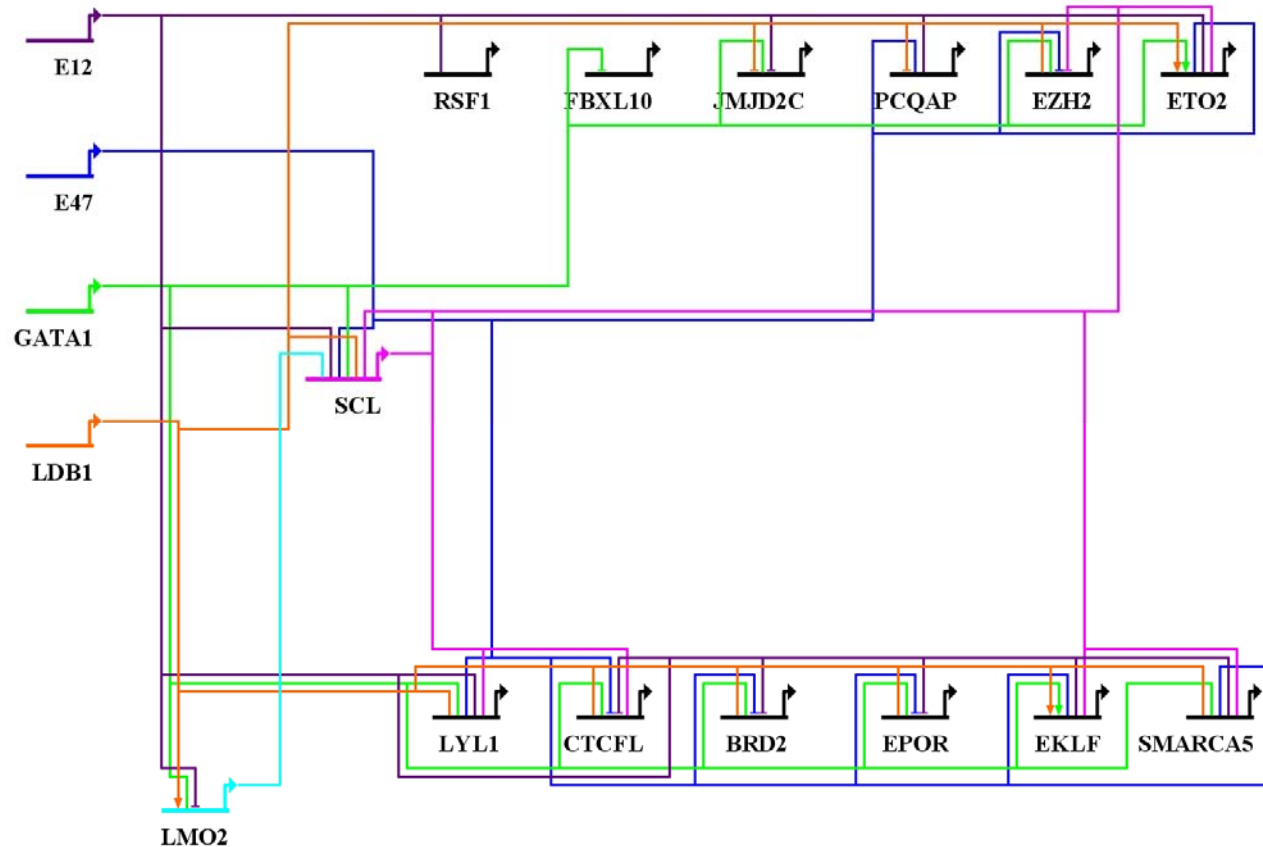 E12
RSF1
FBXL10
JMJD2C
PCQAP
EZH2
ETO2
E47
GATA1
SCL
LDB1
LYL1
CTCFL
BRD2
EPOR
EKLF
SMARCA5
LMO2